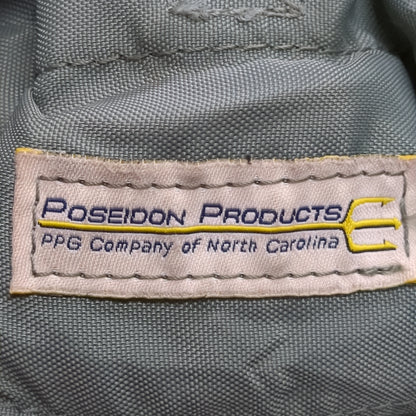 POSEIDON PRODUCTS
PPG Company of North Carolina